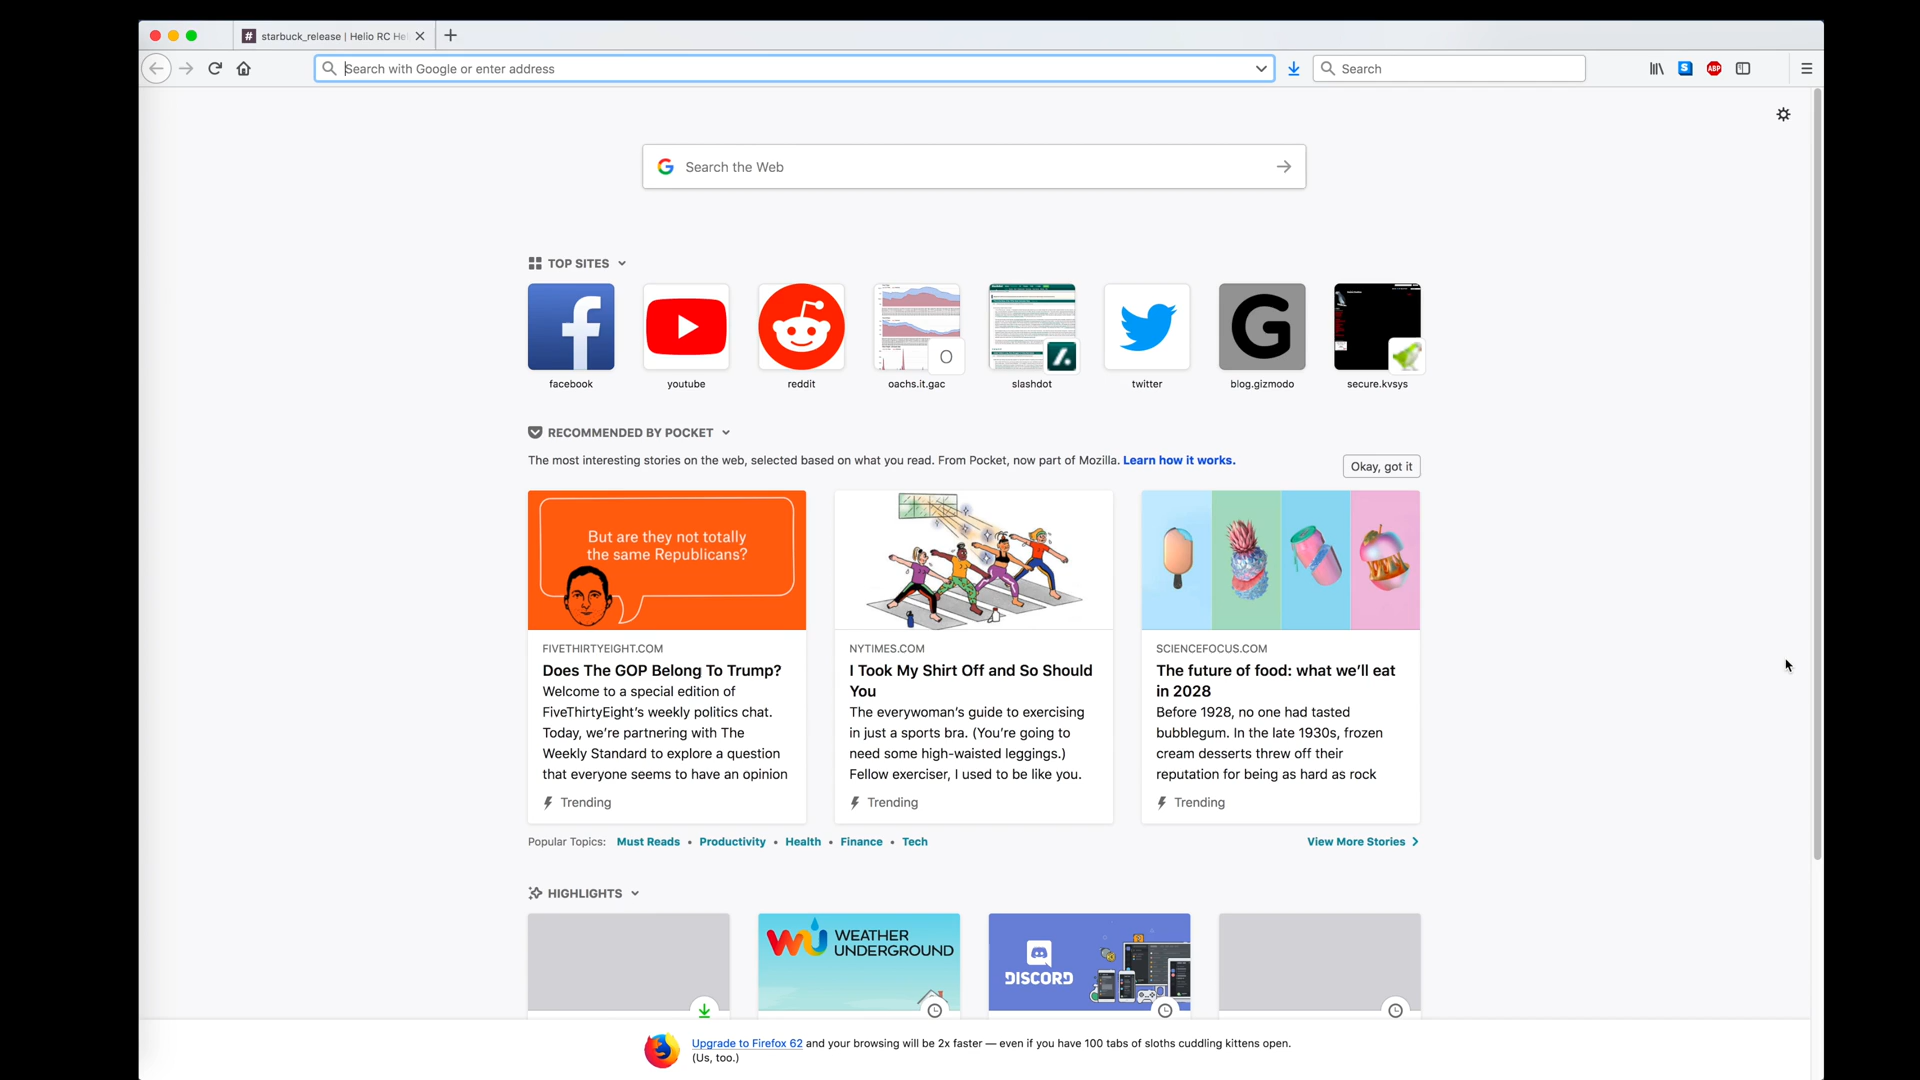 starbuck_release | Helio RC He
Search with Google or enter address
Search
S
ABP
Search the Web
TOP SITES
G
O
facebook
youtube
reddit
oachs.it.gac
slashdot
twitter
blog.gizmodo
secure.kvsys
RECOMMENDED BY POCKET
The most interesting stories on the web, selected based on what you read. From Pocket, now part of Mozilla. Learn how it works.
Okay, got it
But are they not totally
the same Republicans?
FIVETHIRTYEIGHT.COM
Does The GOP Belong To Trump?
Welcome to a special edition of
FiveThirtyEight's weekly politics chat.
Today, we're partnering with The
Weekly Standard to explore a question
that everyone seems to have an opinion
Trending
NYTIMES.COM
I Took My Shirt Off and So Should
You
The everywoman's guide to exercising
in just a sports bra. (You're going to
need some high-waisted leggings.)
Fellow exerciser, I used to be like you.
Trending
SCIENCEFOCUS.COM
The future of food: what we'll eat
in 2028
Before 1928, no one had tasted
bubblegum. In the late 1930s, frozen
cream desserts threw off their
reputation for being as hard as rock
Trending
Popular Topics: Must Reads • Productivity • Health • Finance • Tech
View More Stories
HIGHLIGHTS
WU WEATHER
UNDERGROUND
DISCORD
Upgrade to Firefox 62 and your browsing will be 2x faster — even if you have 100 tabs of sloths cuddling kittens open.
(Us, too.)